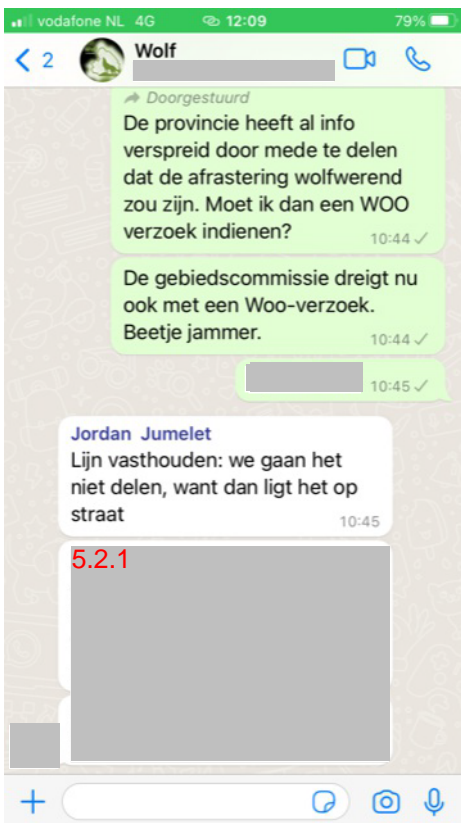 vodafone NL 4G 12:09 79%
2 Wolf
Doorgestuurd
De provincie heeft al info
verspreid door mede te delen
dat de afrastering wolfwerend
zou zijn. Moet ik dan een WOO
verzoek indienen?
10:44
De gebiedscommissie dreigt nu
ook met een Woo-verzoek.
Beetje jammer.
10:44
10:45
Jordan Jumelet
Lijn vasthouden: we gaan het
niet delen, want dan ligt het op
straat
10:45
5.2.1